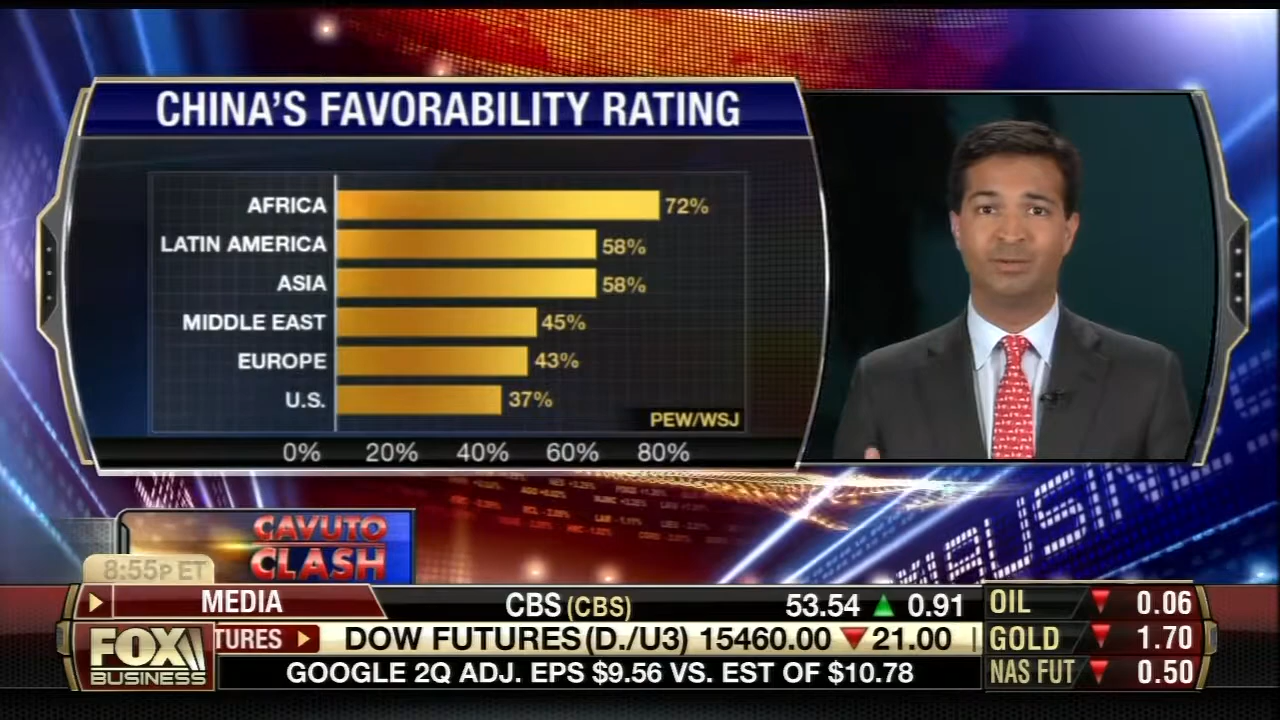 CHINA'S FAVORABILITY RATING
AFRICA 72%
LATIN AMERICA 58%
ASIA 58%
MIDDLE EAST 45%
EUROPE 43%
U.S. 37%
PEW/WSJ
0% 20% 40% 60% 80%
CAVUTO
CLASH
8:55P ET
MEDIA CBS (CBS) 53.54 ▲ 0.91
OIL ▼ 0.06
FOX
BUSINESS
TURES DOW FUTURES (D./U3) 15460.00 ▼ 21.00
GOLD ▼ 1.70
GOOGLE 2Q ADJ. EPS $9.56 VS. EST OF $10.78
NAS FUT ▼ 0.50